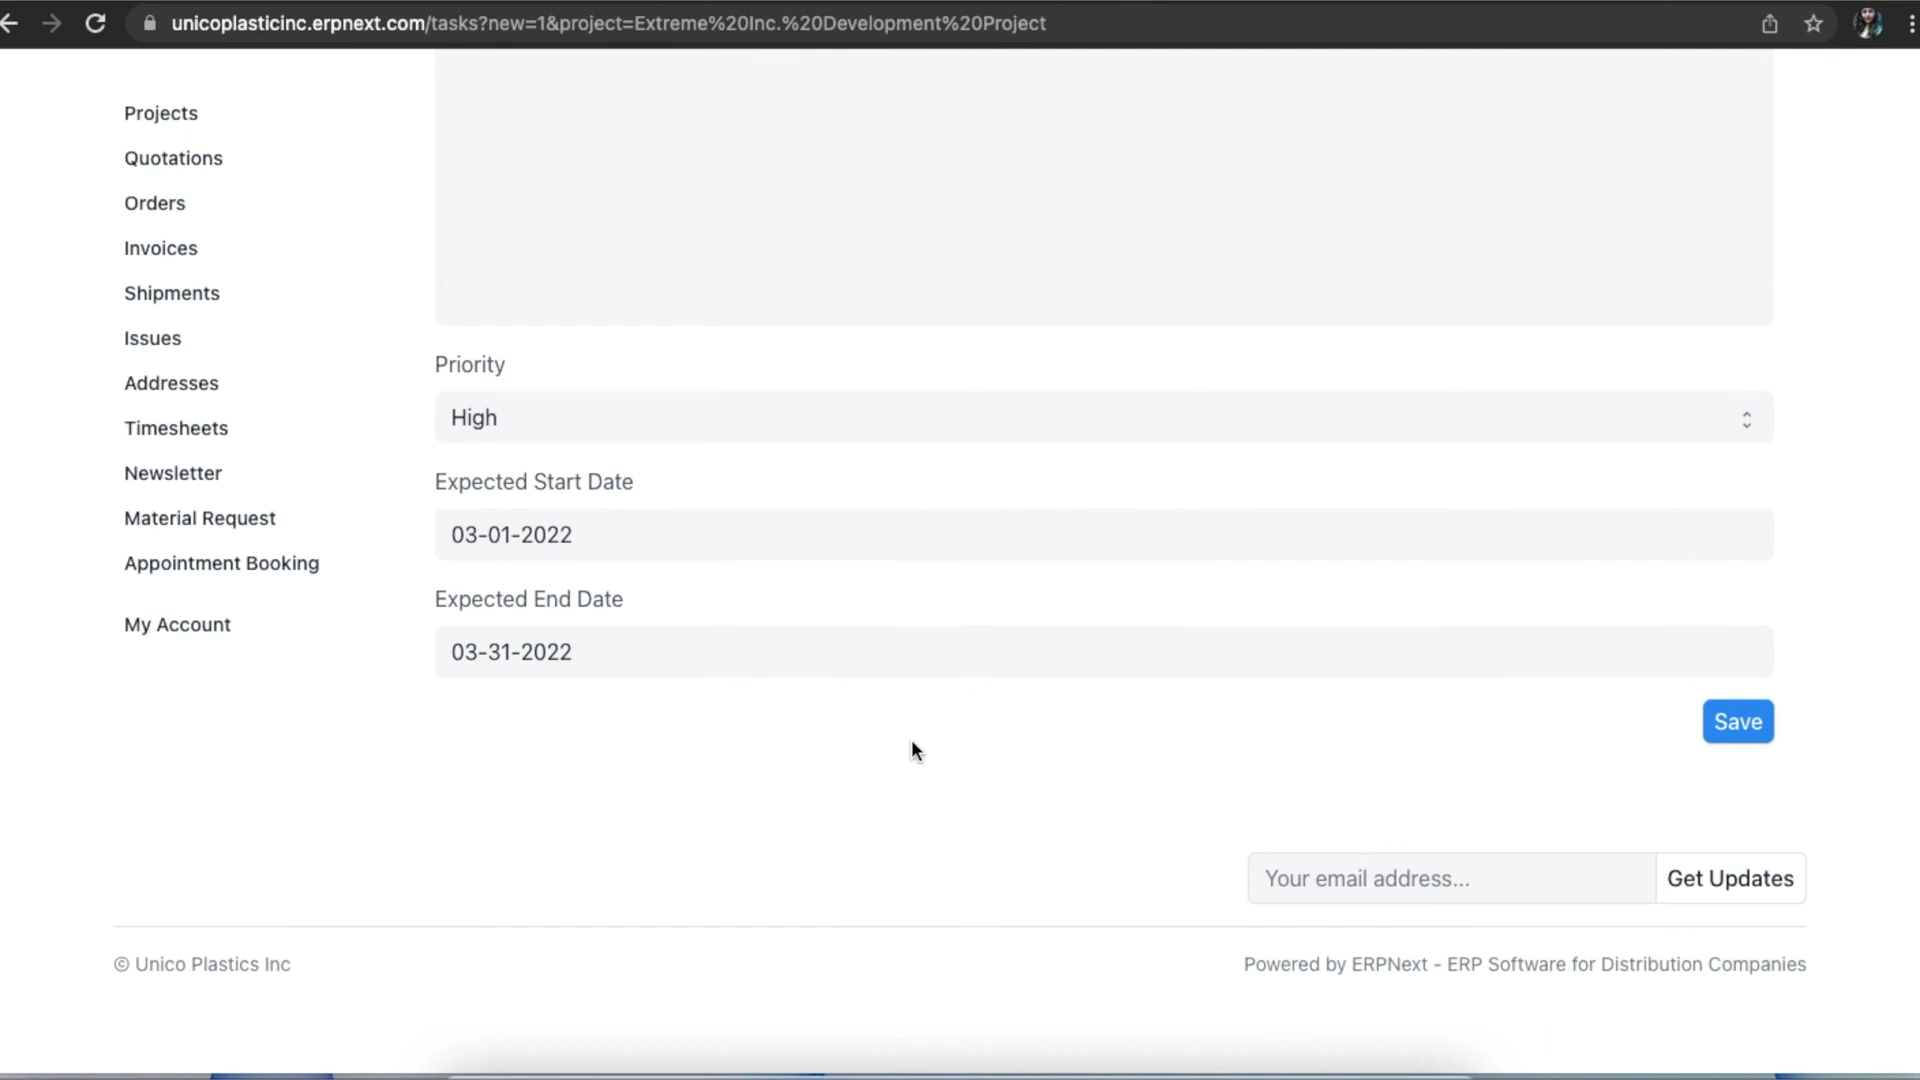 unicoplasticinc.erpnext.com/tasks?new=1&project=Extreme%20Inc.%20Development%20Project
Projects
Quotations
Orders
Invoices
Shipments
Issues
Addresses
Timesheets
Newsletter
Material Request
Appointment Booking
My Account
Priority
High
Expected Start Date
03-01-2022
Expected End Date
03-31-2022
Save
Your email address...
Get Updates
© Unico Plastics Inc
Powered by ERPNext - ERP Software for Distribution Companies